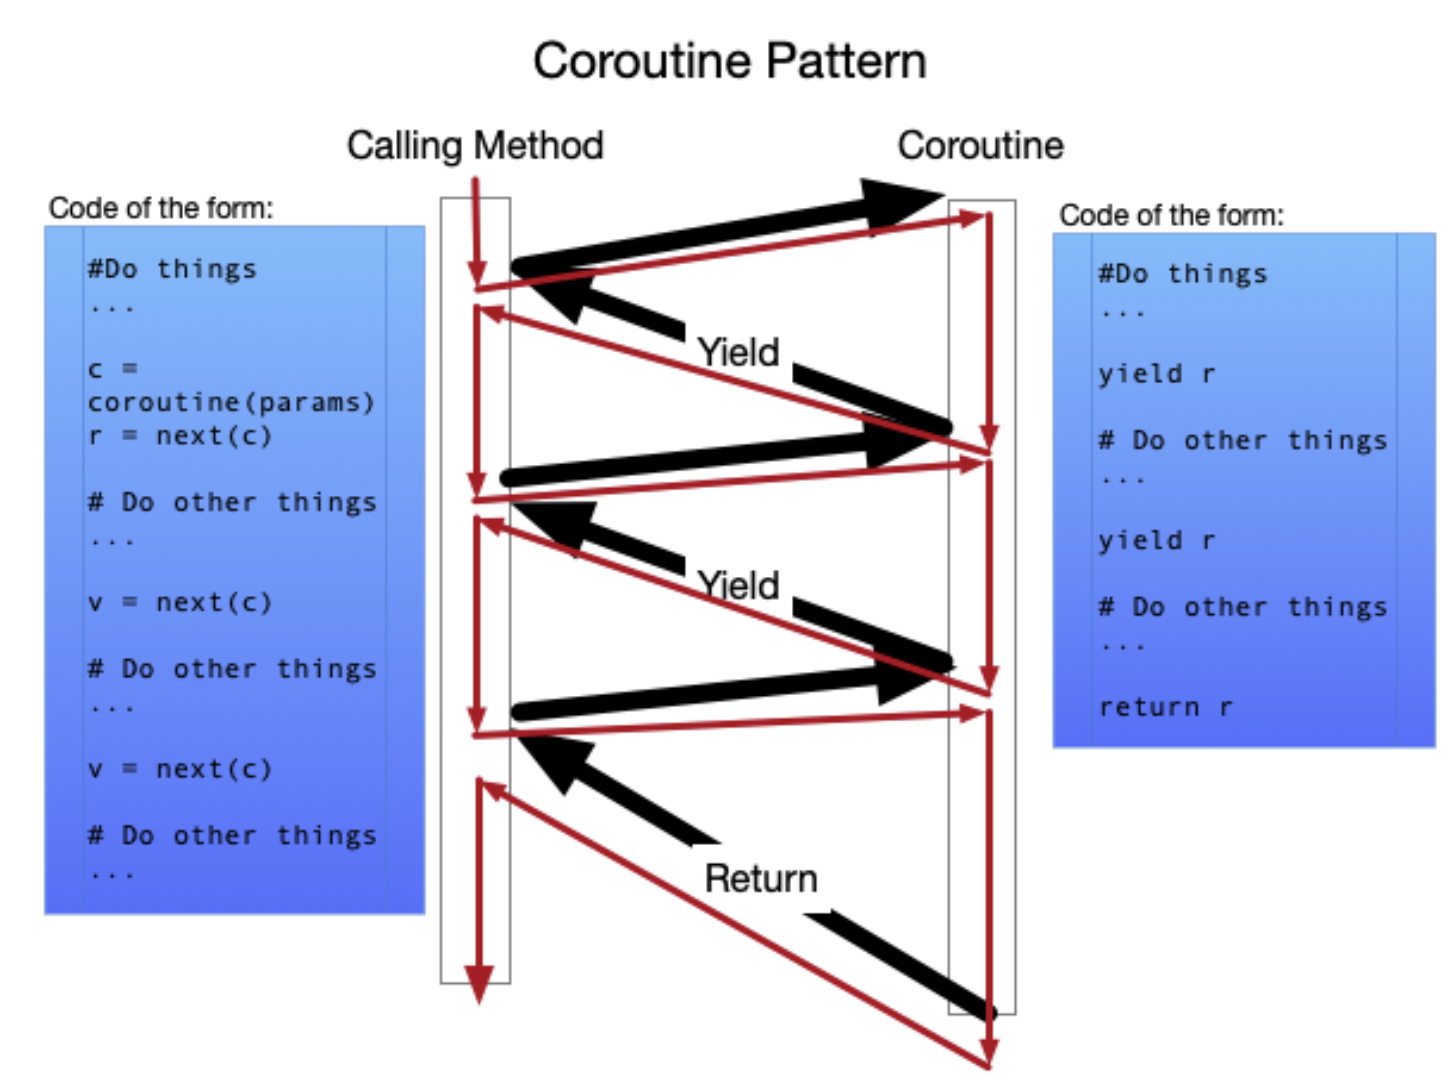 Coroutine Pattern
Calling Method
Coroutine
Code of the form:
#Do things
...
c =
coroutine(params)
r = next(c)
# Do other things
...
v = next(c)
# Do other things
...
v = next(c)
# Do other things
...
Yield
Yield
Return
Code of the form:
#Do things
...
yield r
# Do other things
...
yield r
# Do other things
...
return r